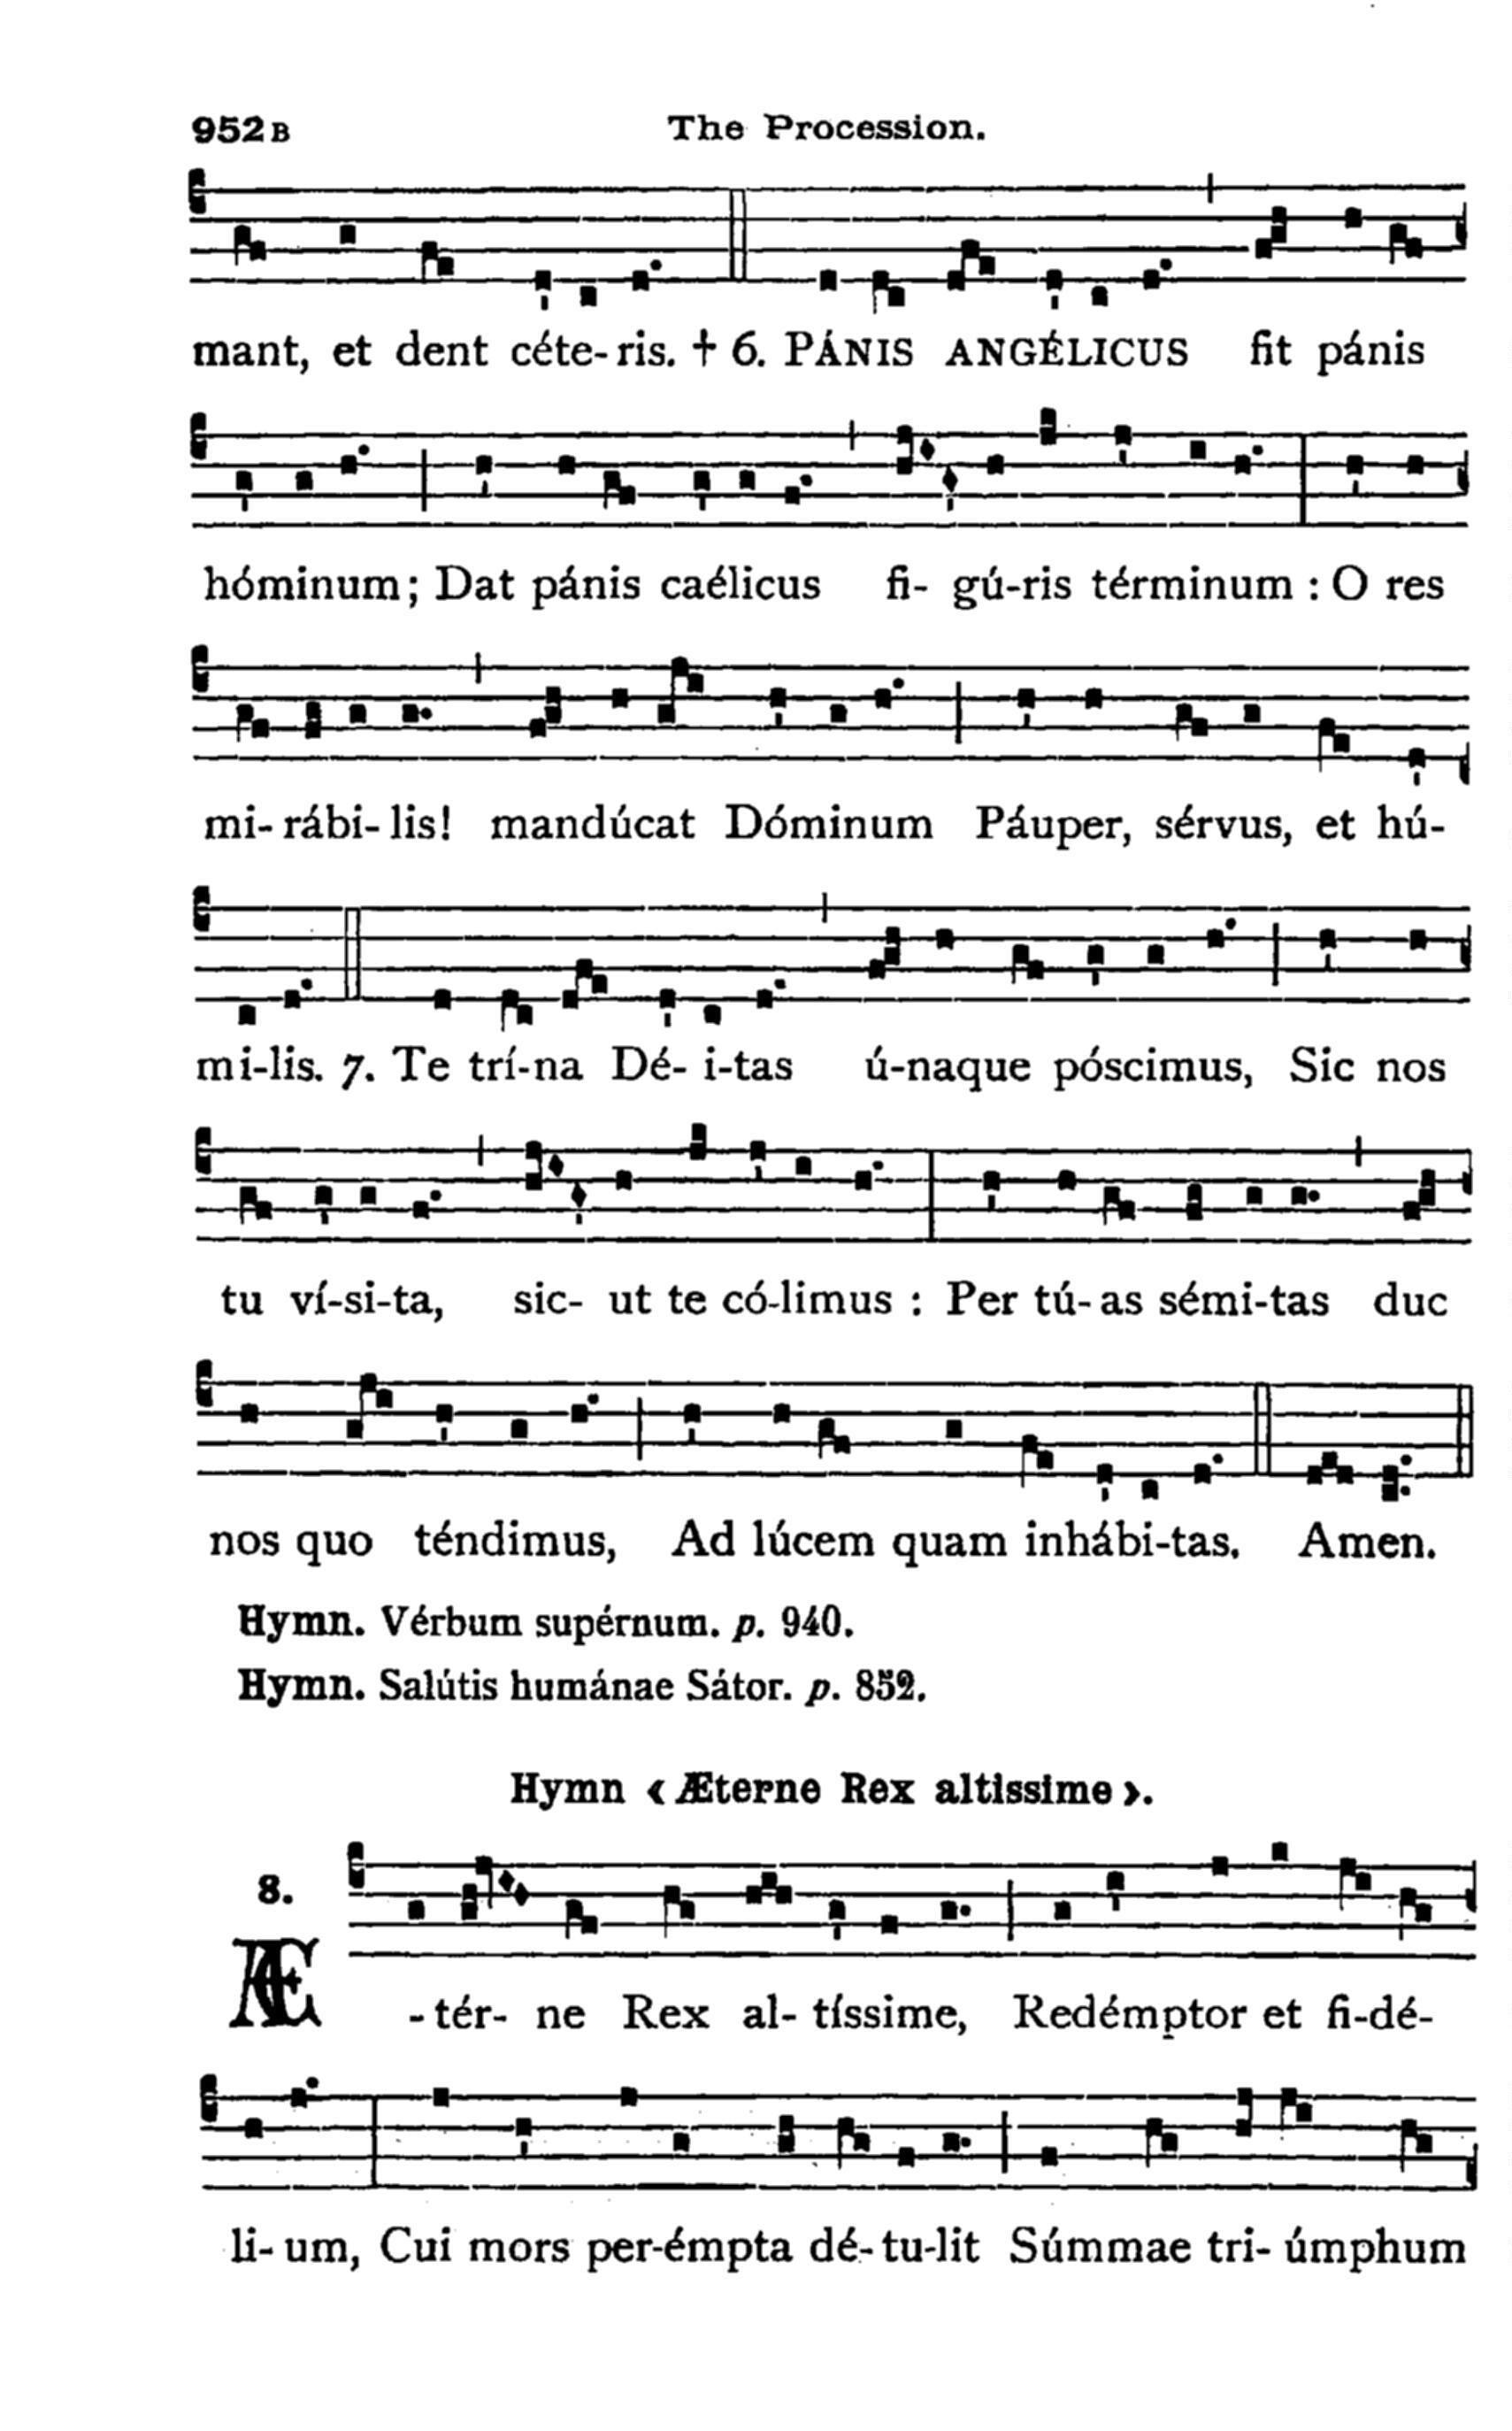 952B The Procession.
mant, et dent céte-ris. † 6. PÁNIS ANGÉLICUS fit pánis
hóminum; Dat pánis caélicus fi- gú-ris términum : O res
mi- rábi- lis! mandúcat Dóminum Páuper, sérvus, et hú-
mi-lis. 7. Te trí-na Dé- i-tas ú-naque póscimus, Sic nos
tu ví-si-ta, sic- ut te có-limus : Per tú- as sémi-tas duc
nos quo téndimus, Ad lúcem quam inhábi-tas. Amen.
Hymn. Vérbum supérnum. p. 940.
Hymn. Salútis humánae Sátor. p. 852.
Hymn ‹ Æterne Rex altissime ›.
8.
Æ - tér- ne Rex al- tíssime, Redémptor et fi-dé-
li- um, Cui mors per-émpta dé- tu-lit Súmmae tri- úmphum